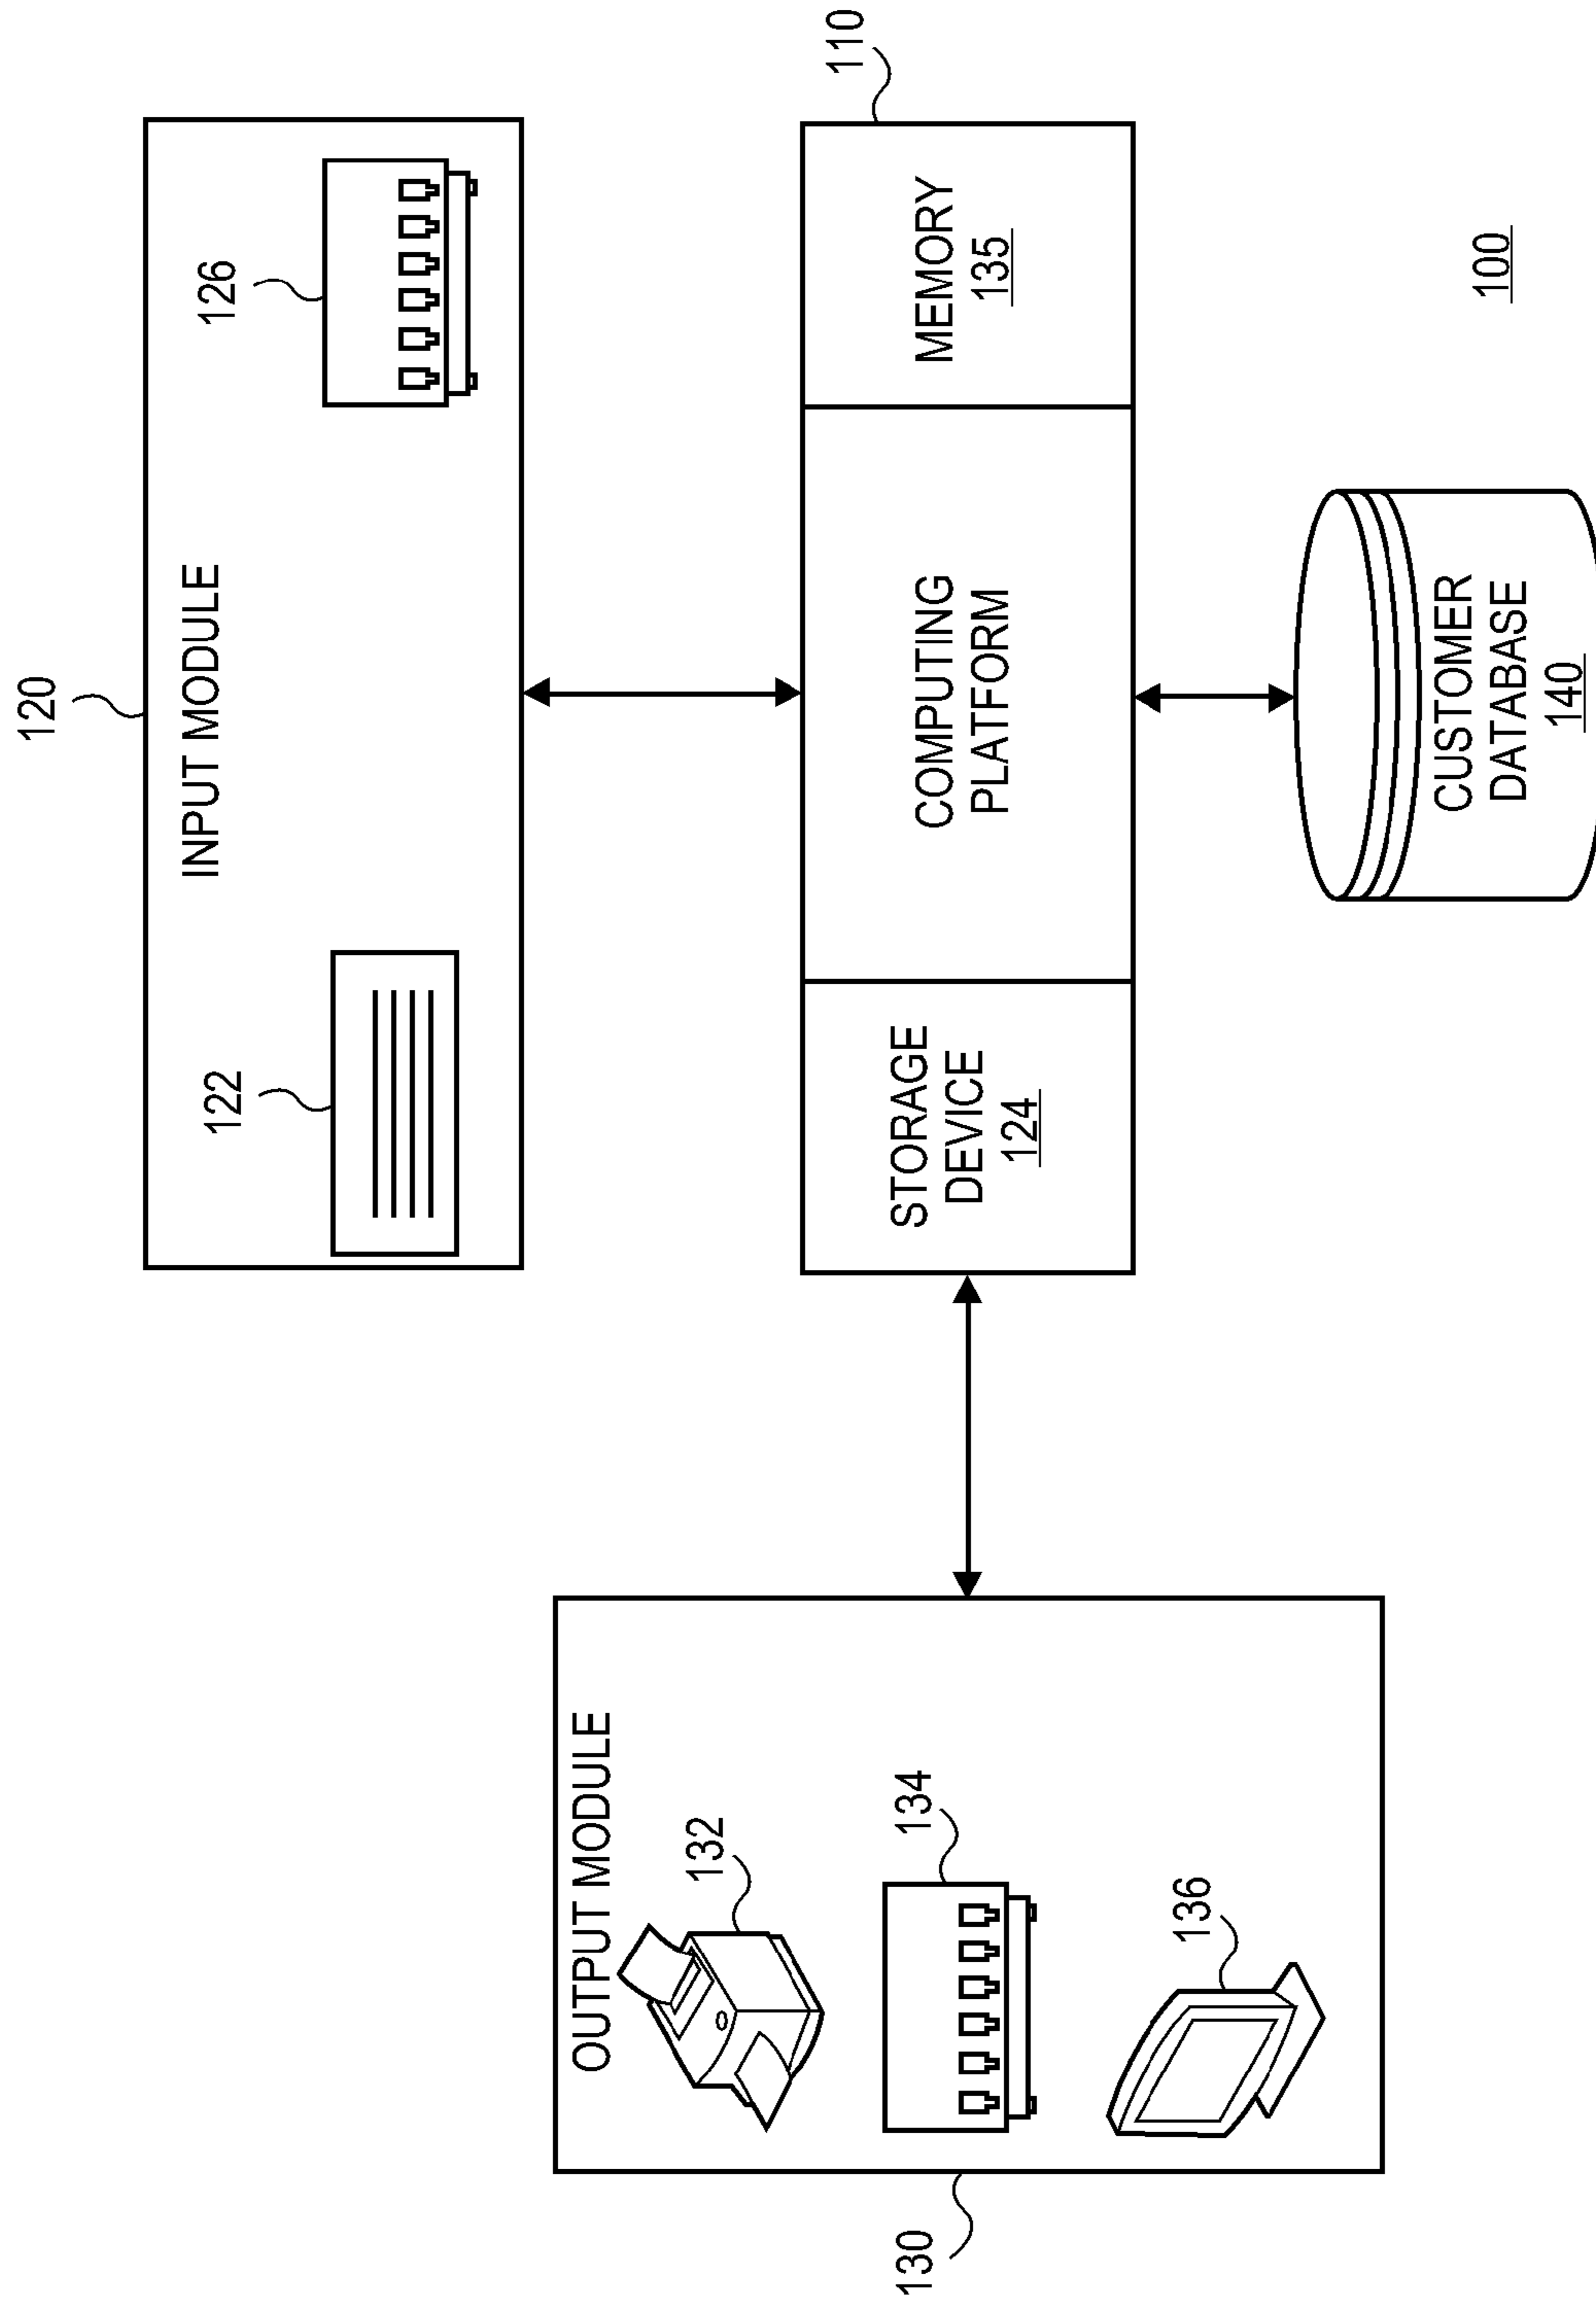 120
INPUT MODULE
122
126
110
STORAGE
DEVICE
124
COMPUTING
PLATFORM
MEMORY
135
OUTPUT MODULE
132
134
136
130
CUSTOMER
DATABASE
140
100